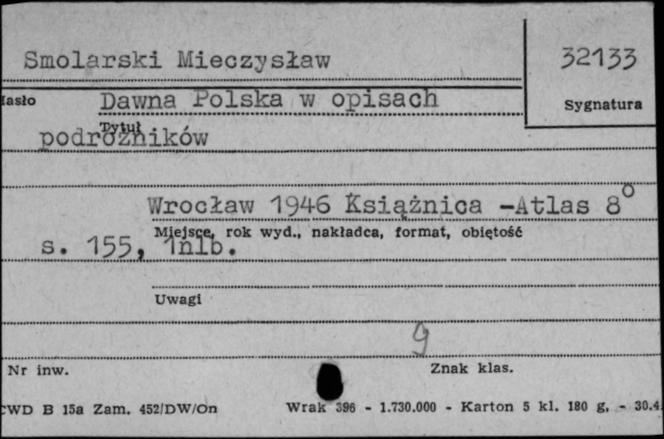 Smolarski Mieczysław
32133
Hasło
Dawna Polska w opisach
Sygnatura
Tytuł
podróżników
Wrocław 1946 Książnica -Atlas 8°
Miejsce, rok wyd., nakładca, format, objętość
s. 155, 1nlb.
Uwagi
9
Nr inw.
Znak klas.
CWD B 15a Zam. 452/DW/On
Wrak 396 - 1.730.000 - Karton 5 kl. 180 g, - 30.4